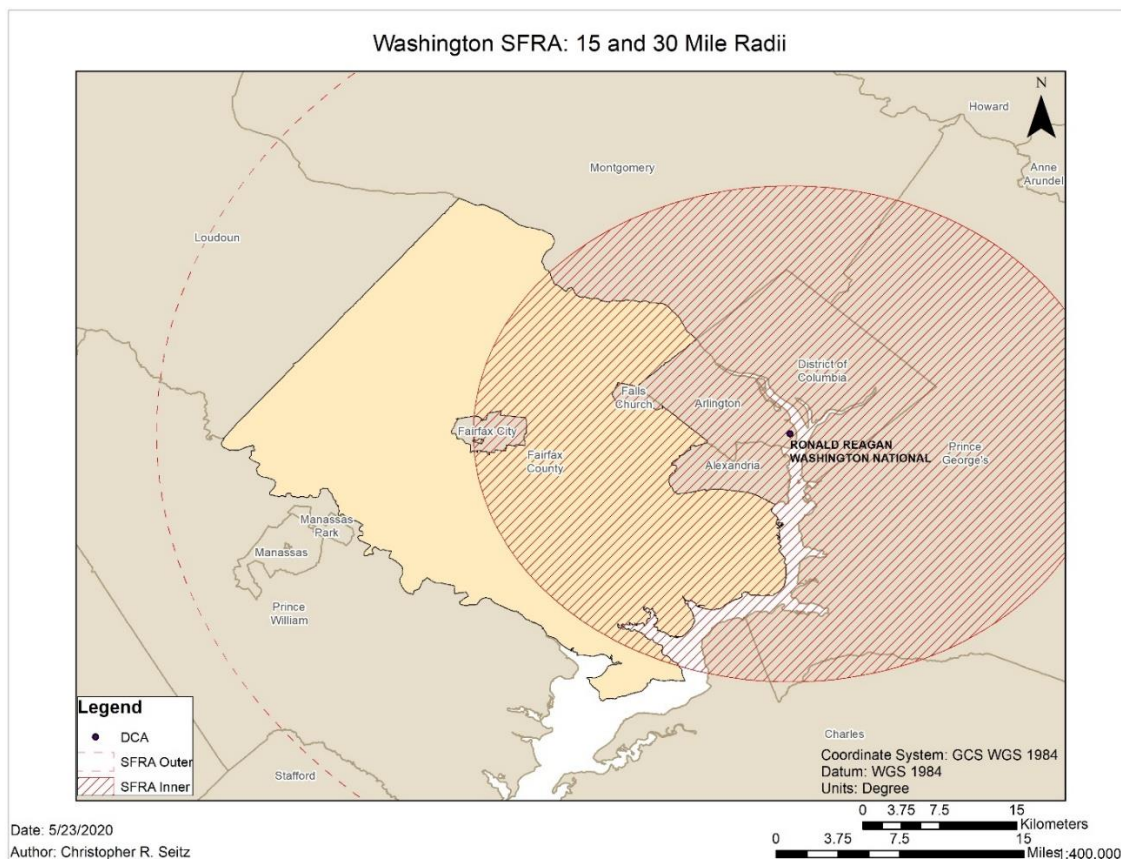 Washington SFRA: 15 and 30 Mile Radii
N
Howard
Montgomery
Anne
Arundel
Loudoun
District of
Columbia
Falls
Church
Arlington
Fairfax City
RONALD REAGAN
WASHINGTON NATIONAL
Fairfax
County
Alexandria
Prince
George's
Manassas
Park
Manassas
Prince
William
Legend
DCA
SFRA Outer
SFRA Inner
Stafford
Charles
Coordinate System: GCS WGS 1984
Datum: WGS 1984
Units: Degree
0 3.75 7.5 15
Kilometers
Date: 5/23/2020
Author: Christopher R. Seitz
0 3.75 7.5 15
Miles
1:400,000